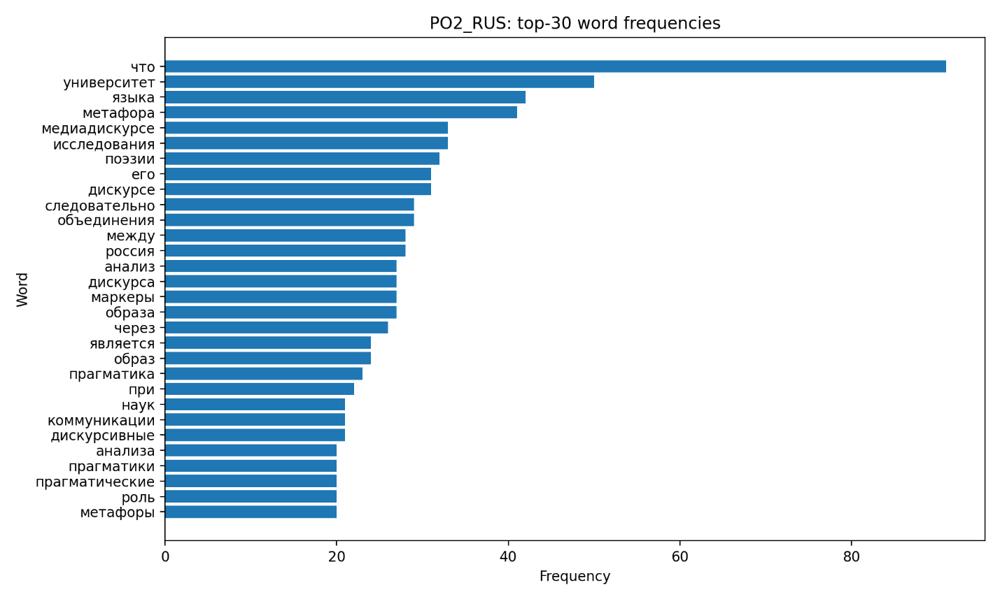 PO2_RUS: top-30 word frequencies
что
университет
языка
метафора
медиадискурсе
исследования
поэзии
его
дискурсе
следовательно
объединения
между
россия
анализ
дискурса
маркеры
образа
через
является
образ
прагматика
при
наук
коммуникации
дискурсивные
анализа
прагматики
прагматические
роль
метафоры
Word
0 20 40 60 80
Frequency